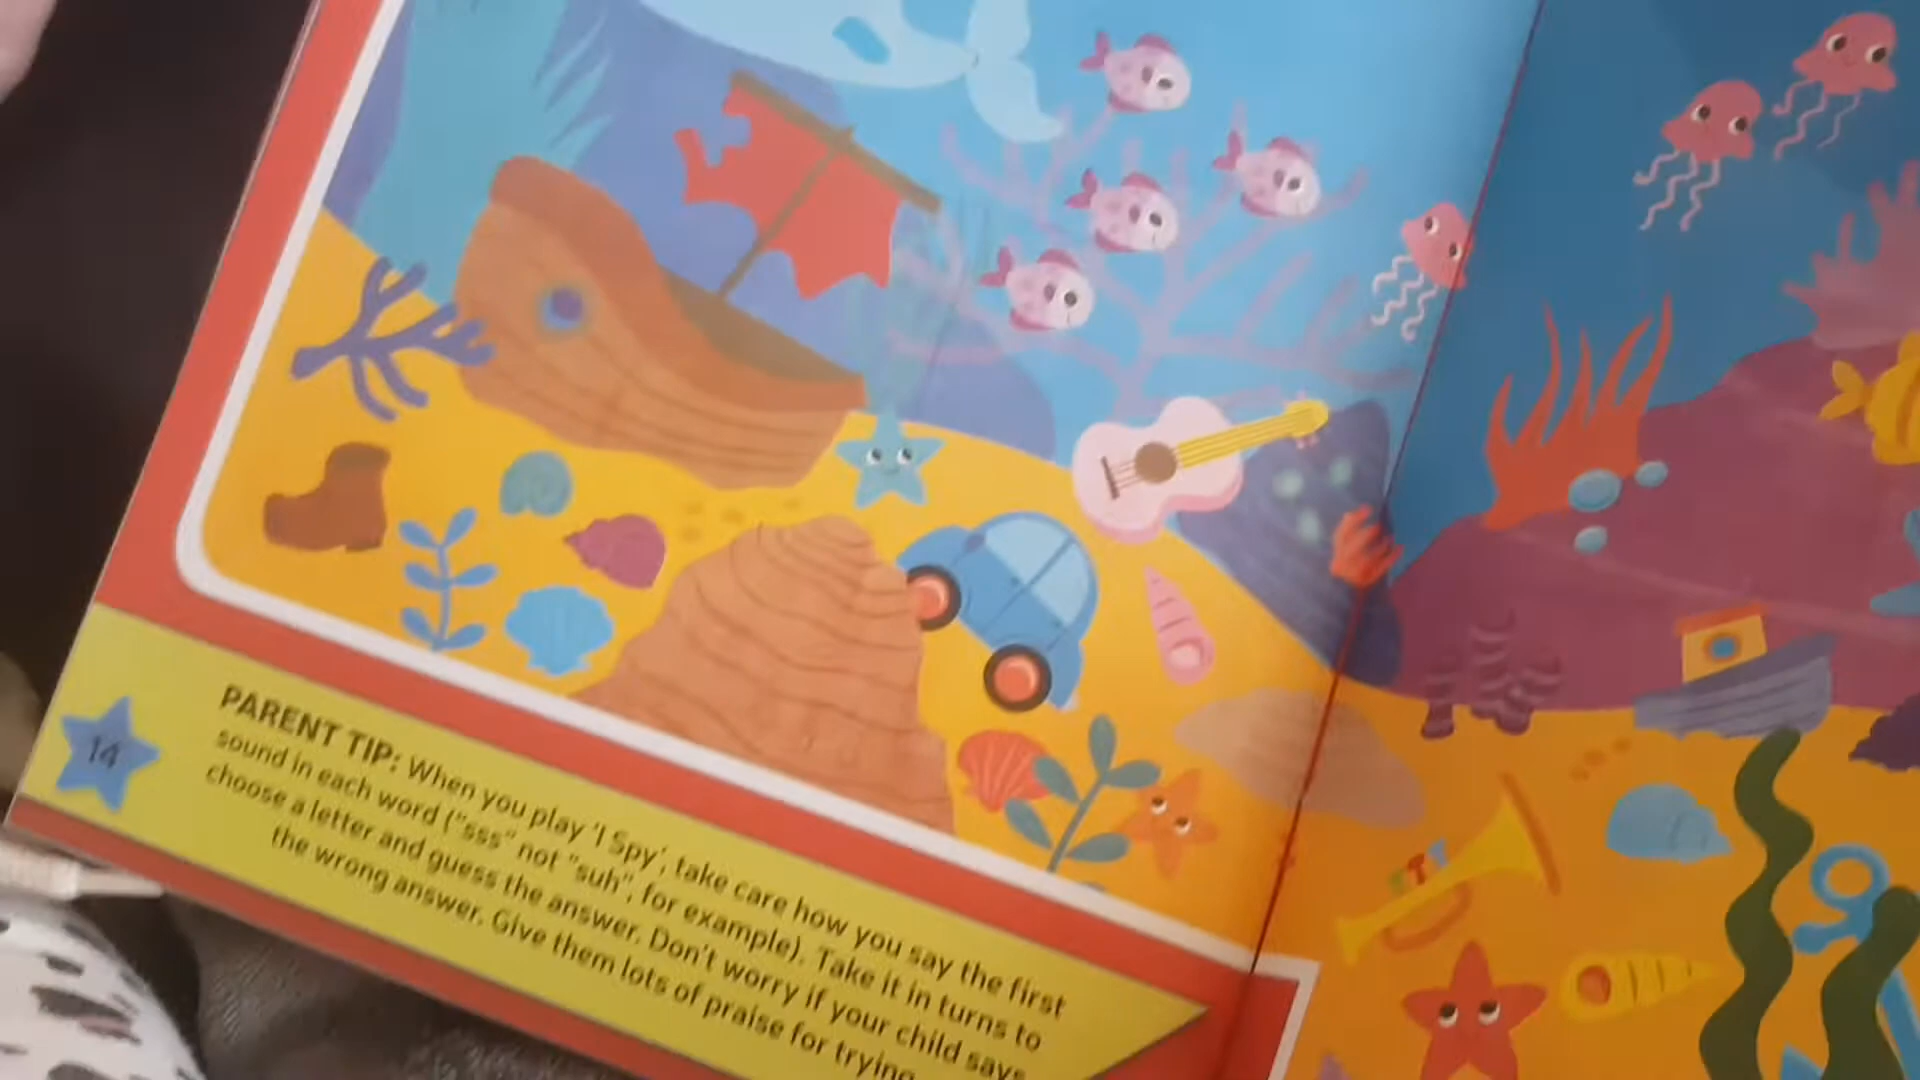 PARENT TIP: When you play 'I Spy', take care how you say the first
sound in each word ("sss" not "suh", for example). Take it in turns to
choose a letter and guess the answer. Don't worry if your child says
the wrong answer. Give them lots of praise for trying
14